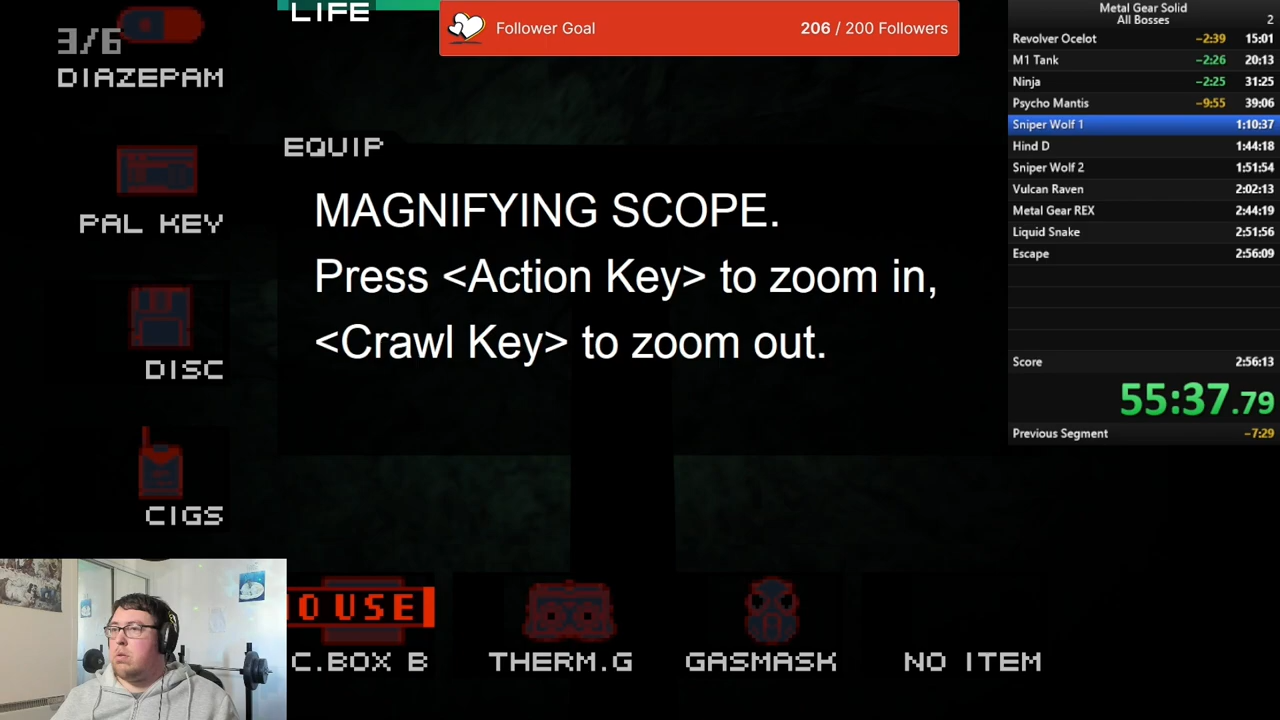 LIFE
3/6
DIAZEPAM
PAL KEY
DISC
CIGS
EQUIP
MAGNIFYING SCOPE.
Press <Action Key> to zoom in,
<Crawl Key> to zoom out.
OUSE
C.BOX B
THERM.G
GASMASK
NO ITEM
Follower Goal
206 / 200 Followers
Metal Gear Solid
All Bosses
2
Revolver Ocelot −2:39 15:01
M1 Tank −2:26 20:13
Ninja −2:25 31:25
Psycho Mantis −9:55 39:06
Sniper Wolf 1 1:10:37
Hind D 1:44:18
Sniper Wolf 2 1:51:54
Vulcan Raven 2:02:13
Metal Gear REX 2:44:19
Liquid Snake 2:51:56
Escape 2:56:09
Score 2:56:13
55:37.79
Previous Segment −7:29